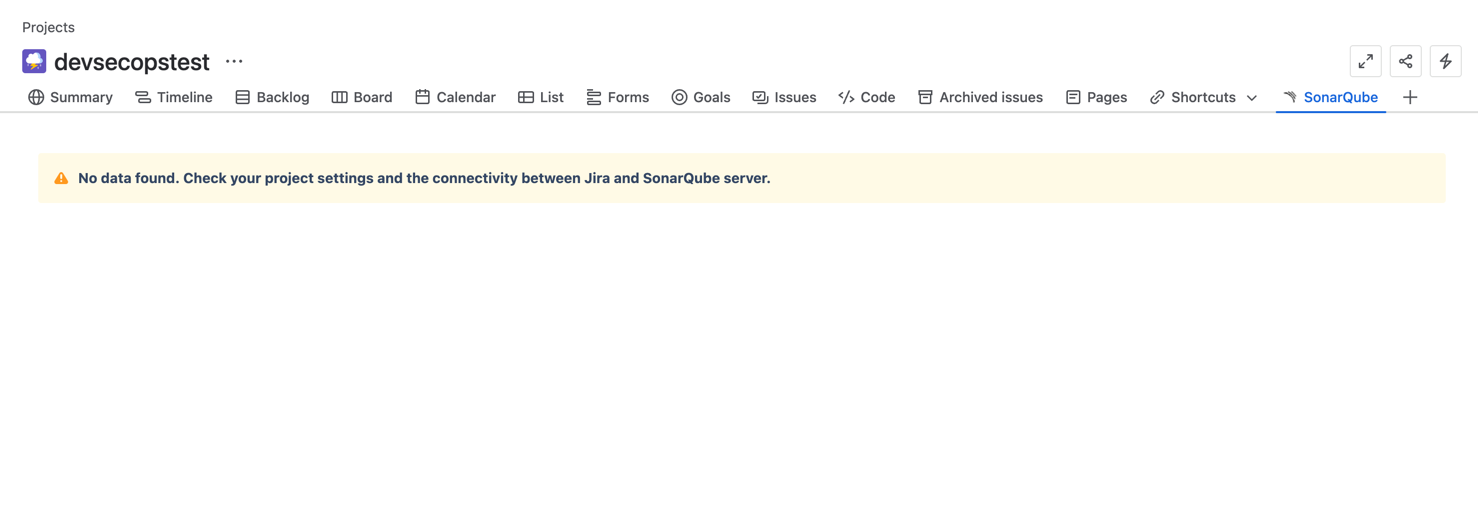 Projects
devsecopstest
Summary Timeline Backlog Board Calendar List Forms Goals Issues Code Archived issues Pages Shortcuts SonarQube
No data found. Check your project settings and the connectivity between Jira and SonarQube server.